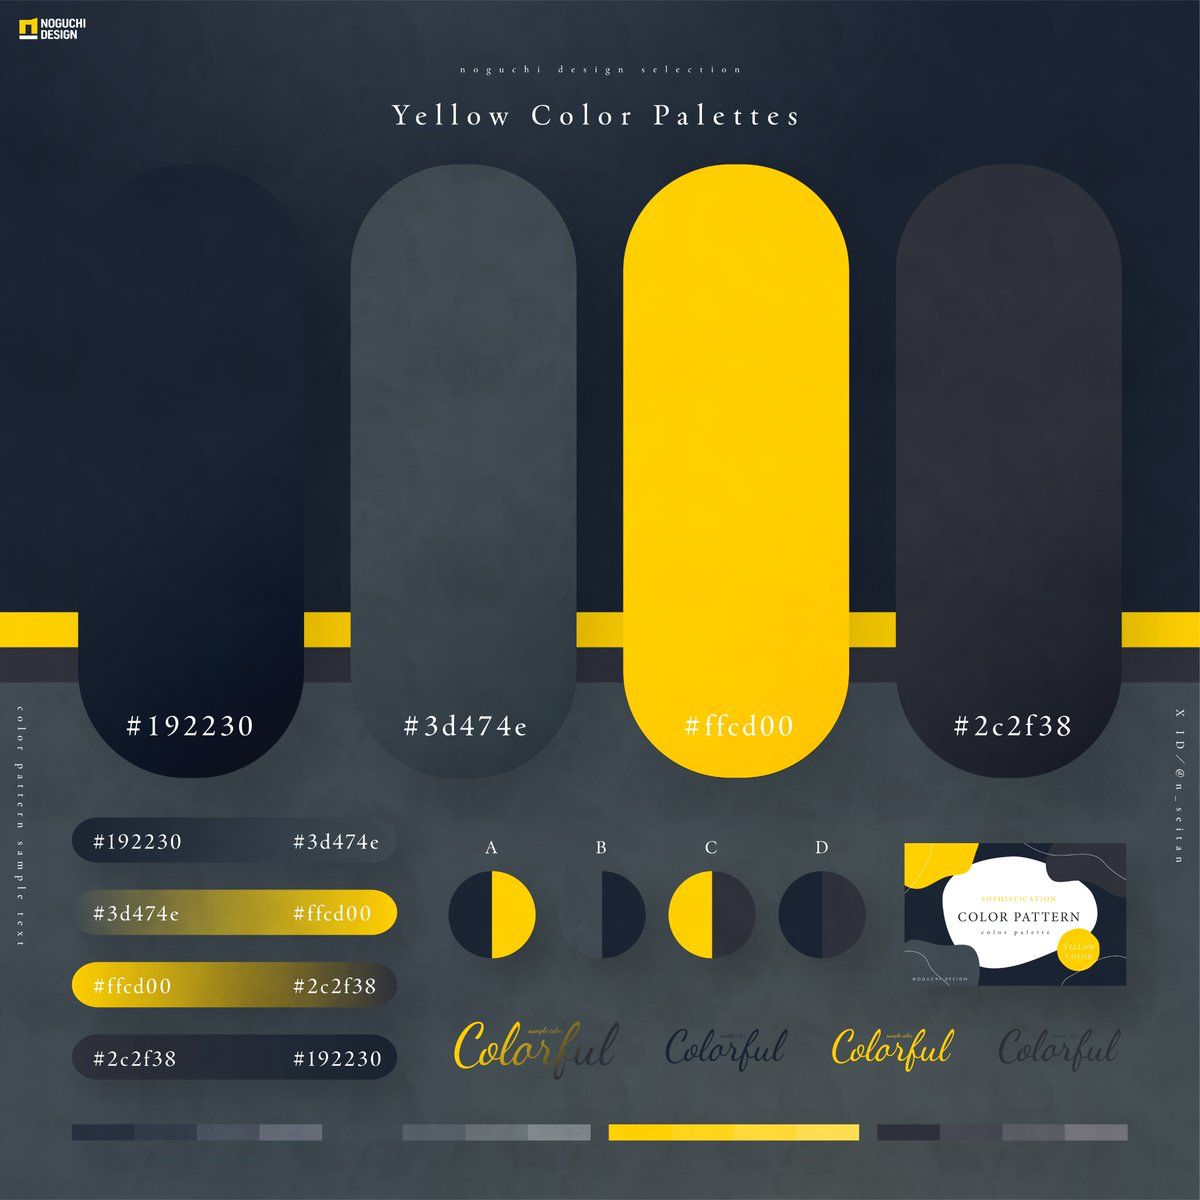 NOGUCHI
DESIGN
noguchi design selection
Yellow Color Palettes
#192230
#3d474e
#ffcd00
#2c2f38
color pattern sample text
X ID/@n_seitan
#192230 #3d474e
#3d474e #ffcd00
#ffcd00 #2c2f38
#2c2f38 #192230
A B C D
SOPHISTICATION
COLOR PATTERN
color palette
YELLOW
COLOR
NOGUCHI DESIGN
sample color
Colorful
sample color
Colorful
sample color
Colorful
Colorful